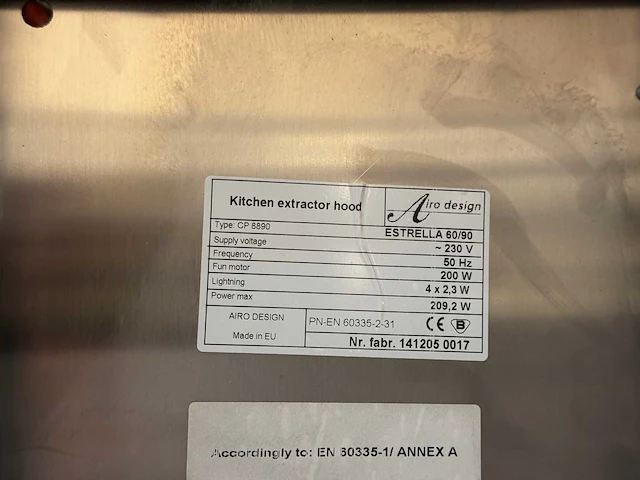 Kitchen extractor hood
Airo design
Type: CP 8890 ESTRELLA 60/90
Supply voltage ~ 230 V
Frequency 50 Hz
Fun motor 200 W
Lightning 4 x 2,3 W
Power max 209,2 W
AIRO DESIGN PN-EN 60335-2-31 CE B
Made in EU Nr. fabr. 141205 0017
Accordingly to: EN 60335-1/ ANNEX A